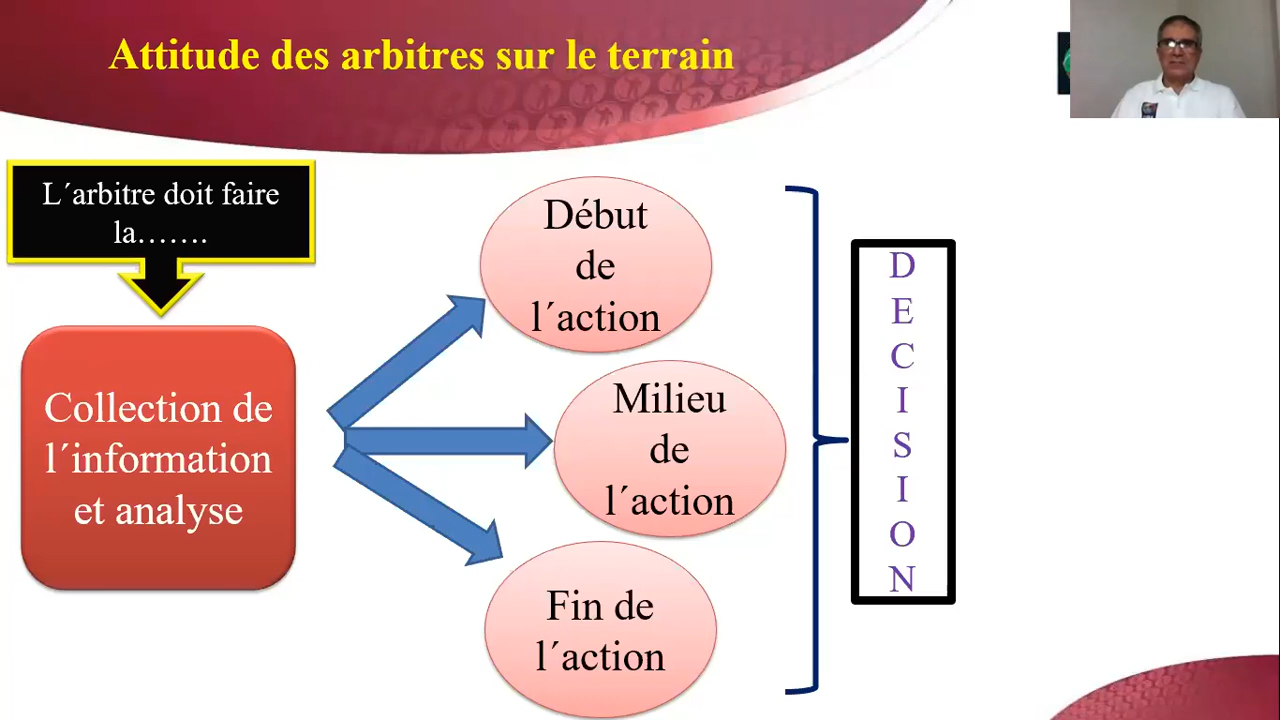 Attitude des arbitres sur le terrain
L´arbitre doit faire
la…….
Collection de
l´information
et analyse
Début
de
l´action
Milieu
de
l´action
Fin de
l´action
D
E
C
I
S
I
O
N